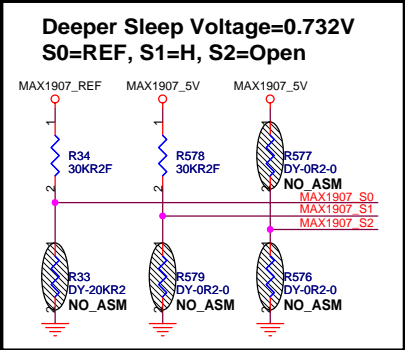 Deeper Sleep Voltage=0.732V
S0=REF, S1=H, S2=Open
MAX1907_REF MAX1907_5V MAX1907_5V
1 1 1
R34
30KR2F
R578
30KR2F
R577
DY-0R2-0
2 2 2
NO_ASM
MAX1907_S0
MAX1907_S1
MAX1907_S2
1 1 1
R33
DY-20KR2
R579
DY-0R2-0
R576
DY-0R2-0
2 2 2
NO_ASM NO_ASM NO_ASM